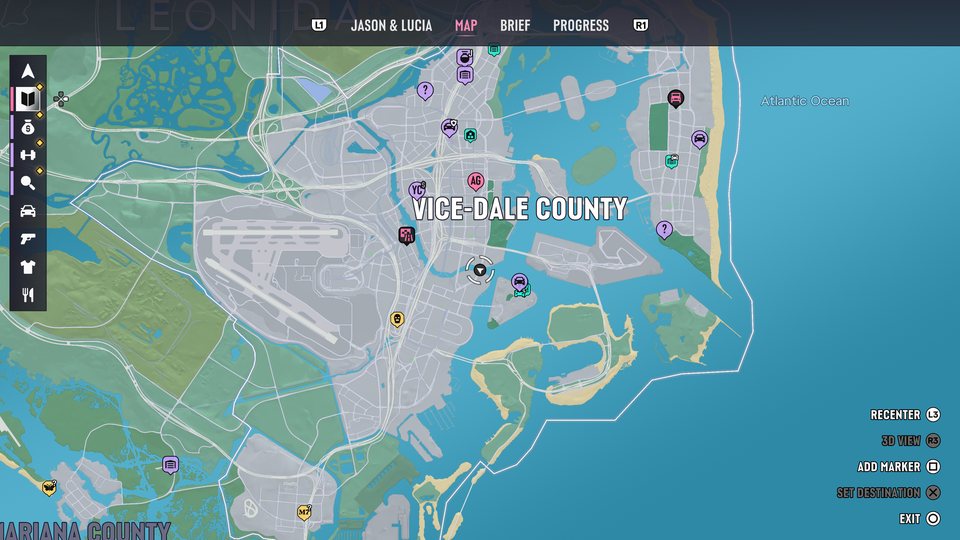 LEONIDA
L1 JASON & LUCIA MAP BRIEF PROGRESS R1
Atlantic Ocean
?
?
AG
YC
VICE-DALE COUNTY
$
RECENTER L3
3D VIEW R3
ADD MARKER
SET DESTINATION
EXIT
M7
MARIANA COUNTY